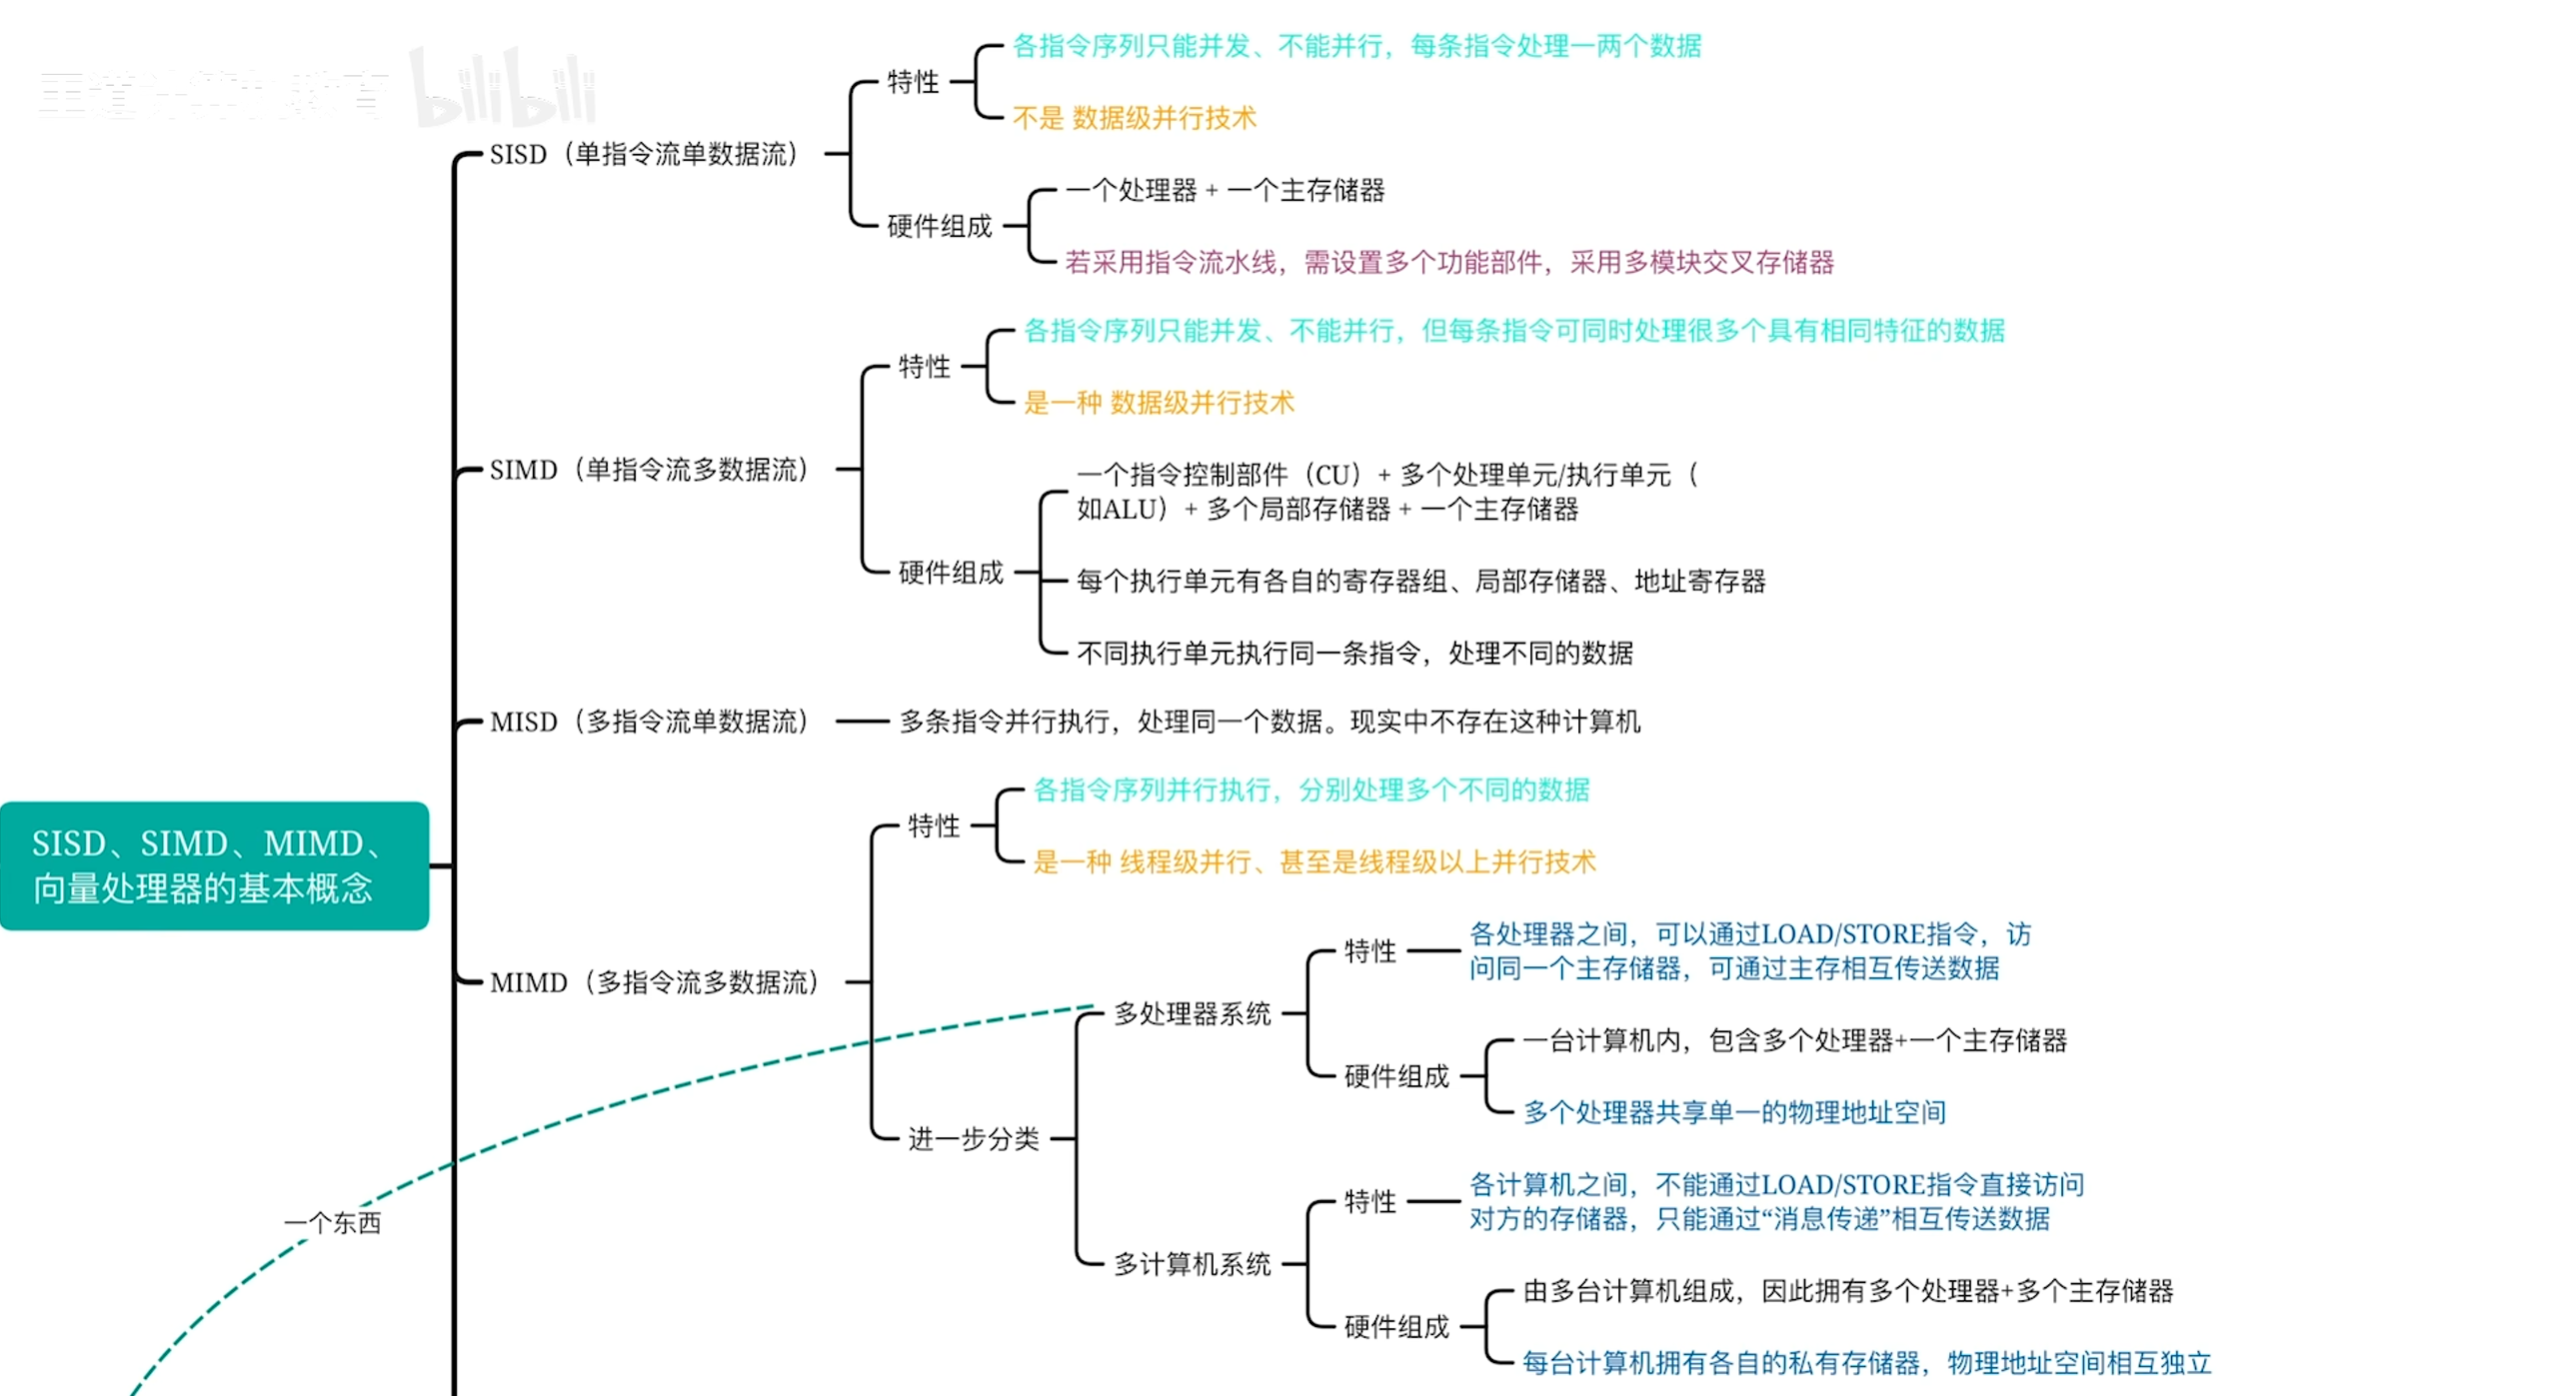 王道计算机教育 bilibili
各指令序列只能并发、不能并行，每条指令处理一两个数据
特性
不是 数据级并行技术
SISD（单指令流单数据流）
一个处理器 + 一个主存储器
硬件组成
若采用指令流水线，需设置多个功能部件，采用多模块交叉存储器
各指令序列只能并发、不能并行，但每条指令可同时处理很多个具有相同特征的数据
特性
是一种 数据级并行技术
SIMD（单指令流多数据流）
一个指令控制部件（CU）+ 多个处理单元/执行单元（
如ALU）+ 多个局部存储器 + 一个主存储器
硬件组成
每个执行单元有各自的寄存器组、局部存储器、地址寄存器
不同执行单元执行同一条指令，处理不同的数据
MISD（多指令流单数据流）
多条指令并行执行，处理同一个数据。现实中不存在这种计算机
SISD、SIMD、MIMD、
向量处理器的基本概念
各指令序列并行执行，分别处理多个不同的数据
特性
是一种 线程级并行、甚至是线程级以上并行技术
MIMD（多指令流多数据流）
各处理器之间，可以通过LOAD/STORE指令，访
问同一个主存储器，可通过主存相互传送数据
特性
多处理器系统
一台计算机内，包含多个处理器+一个主存储器
硬件组成
多个处理器共享单一的物理地址空间
进一步分类
各计算机之间，不能通过LOAD/STORE指令直接访问
对方的存储器，只能通过“消息传递”相互传送数据
特性
多计算机系统
由多台计算机组成，因此拥有多个处理器+多个主存储器
硬件组成
每台计算机拥有各自的私有存储器，物理地址空间相互独立
一个东西